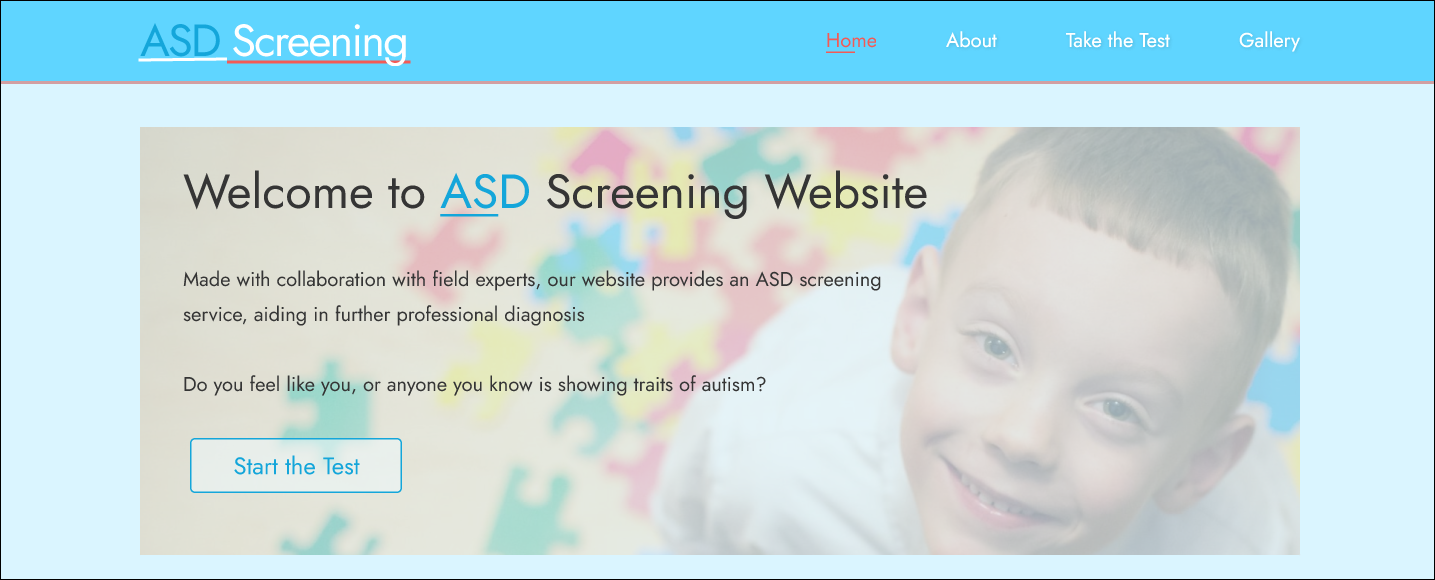 ASD Screening
Home
About
Take the Test
Gallery
Welcome to ASD Screening Website
Made with collaboration with field experts, our website provides an ASD screening
service, aiding in further professional diagnosis
Do you feel like you, or anyone you know is showing traits of autism?
Start the Test